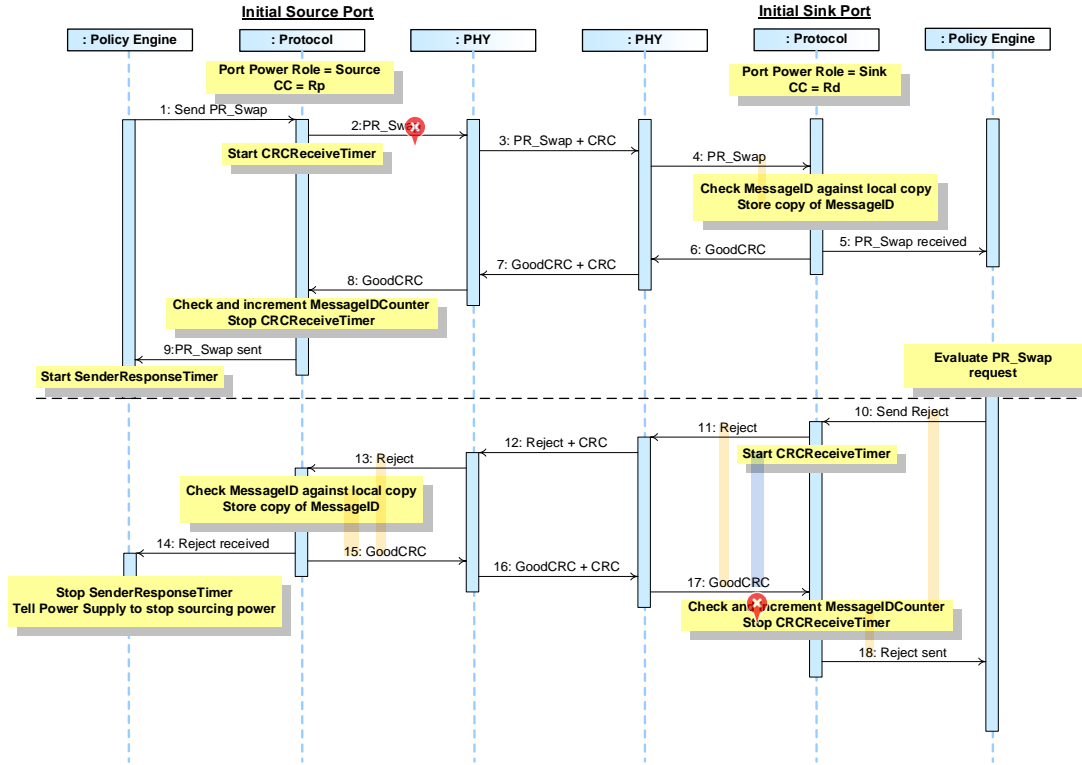 Initial Source Port
Initial Sink Port
: Policy Engine
: Protocol
: PHY
: PHY
: Protocol
: Policy Engine
Port Power Role = Source
CC = Rp
Port Power Role = Sink
CC = Rd
1: Send PR_Swap
2:PR_Swap
Start CRCReceiveTimer
3: PR_Swap + CRC
4: PR_Swap
Check MessageID against local copy
Store copy of MessageID
5: PR_Swap received
6: GoodCRC
7: GoodCRC + CRC
8: GoodCRC
Check and increment MessageIDCounter
Stop CRCReceiveTimer
9:PR_Swap sent
Start SenderResponseTimer
Evaluate PR_Swap
request
10: Send Reject
11: Reject
Start CRCReceiveTimer
12: Reject + CRC
13: Reject
Check MessageID against local copy
Store copy of MessageID
14: Reject received
15: GoodCRC
Stop SenderResponseTimer
Tell Power Supply to stop sourcing power
16: GoodCRC + CRC
17: GoodCRC
Check and increment MessageIDCounter
Stop CRCReceiveTimer
18: Reject sent